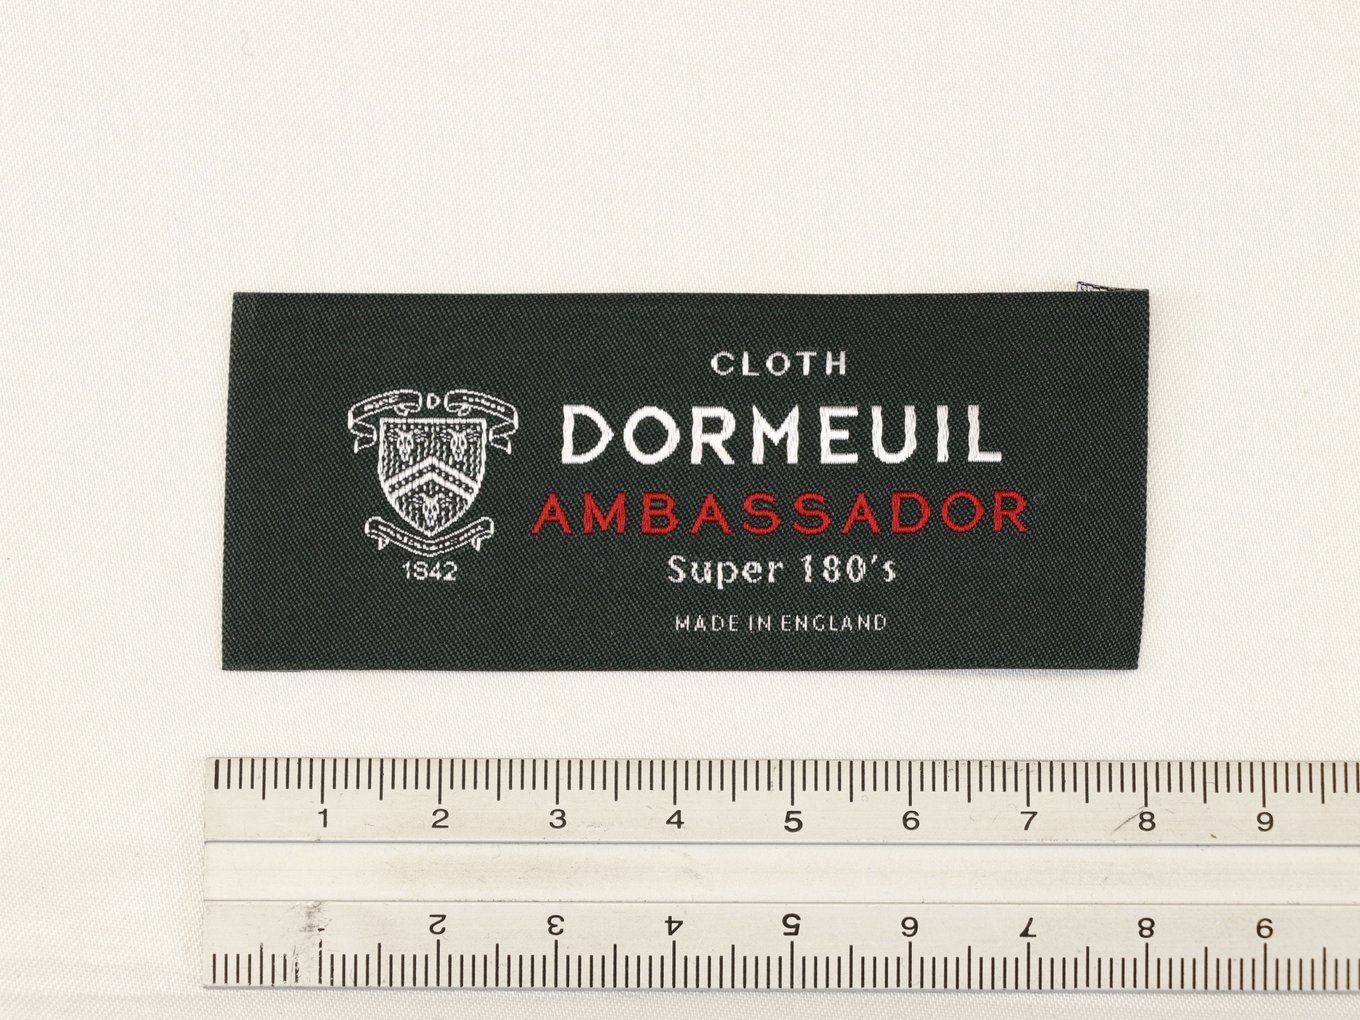 CLOTH
DORMEUIL
AMBASSADOR
Super 180's
MADE IN ENGLAND
D
1842
1 2 3 4 5 6 7 8 9
2 3 4 5 6 7 8 9